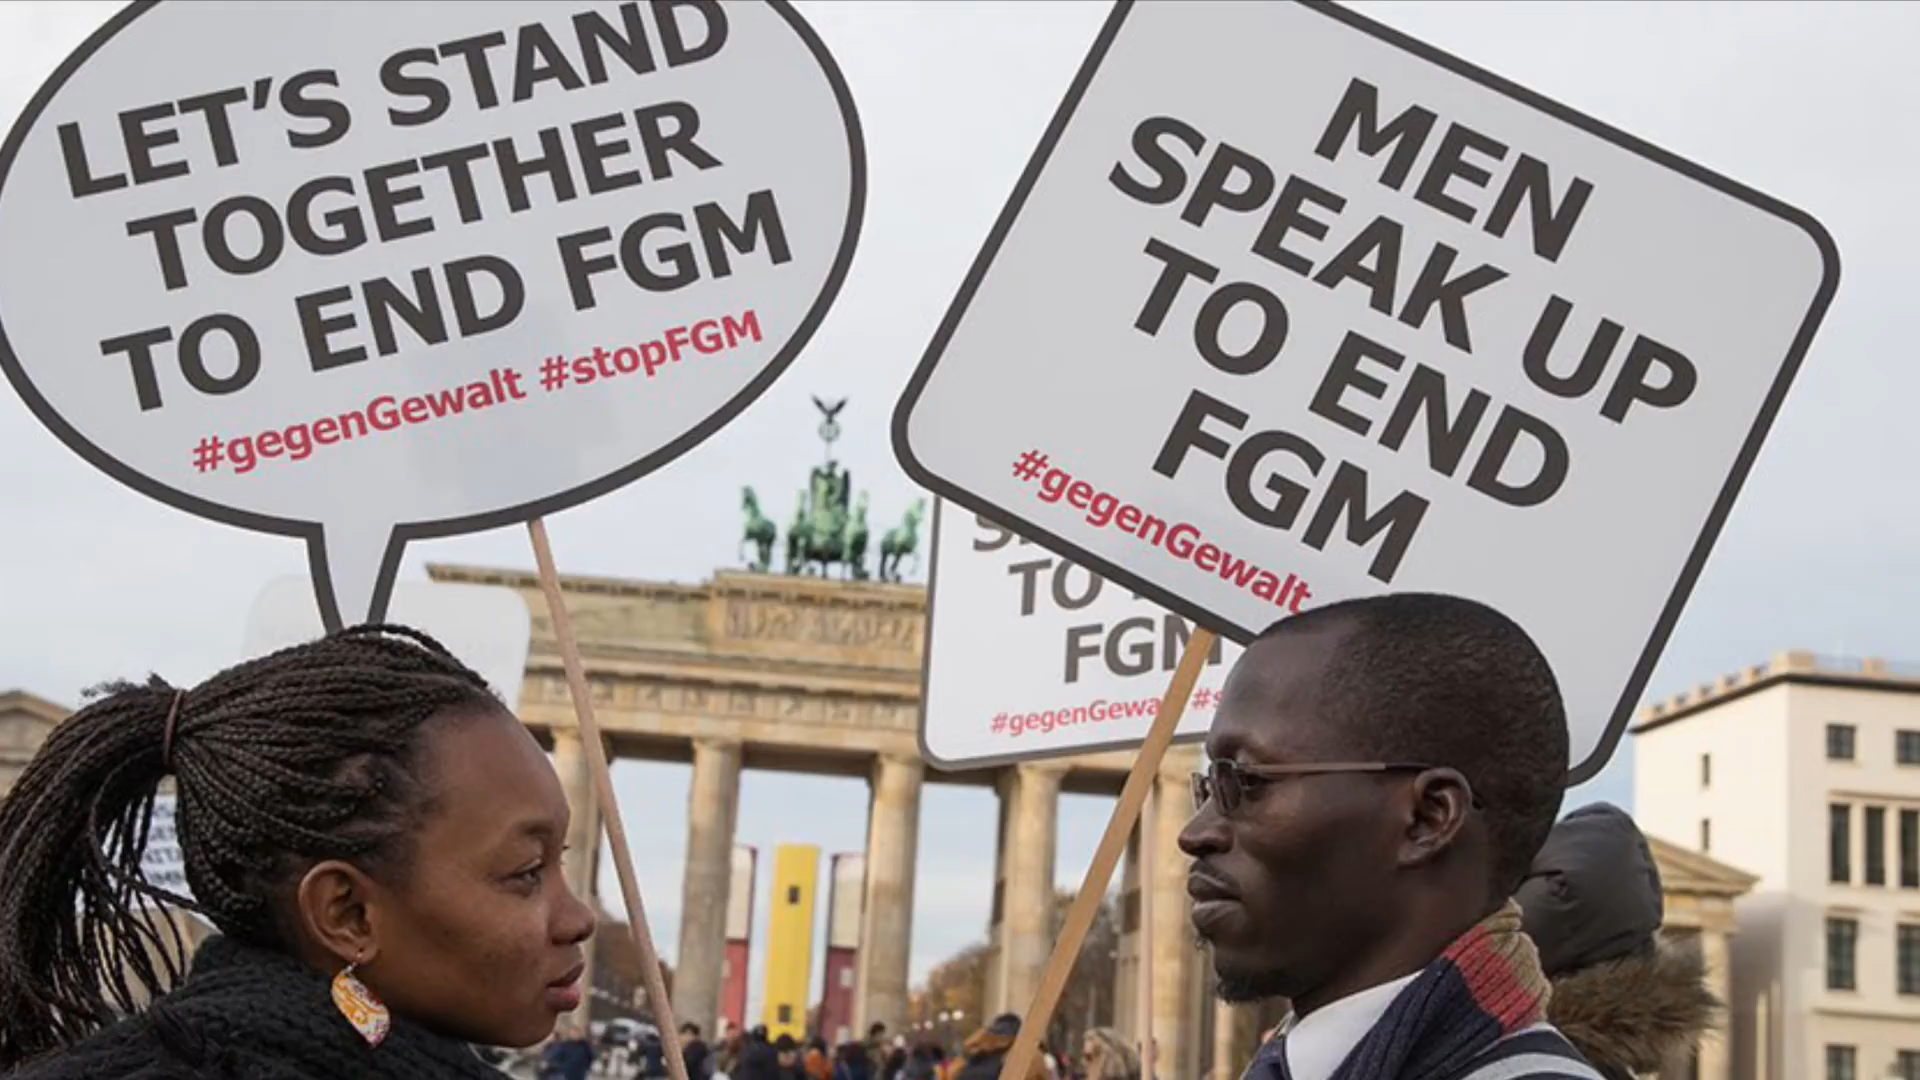 LET'S STAND
TOGETHER
TO END FGM
#gegenGewalt #stopFGM
MEN
SPEAK UP
TO END
FGM
#gegenGewalt
TO
FGM